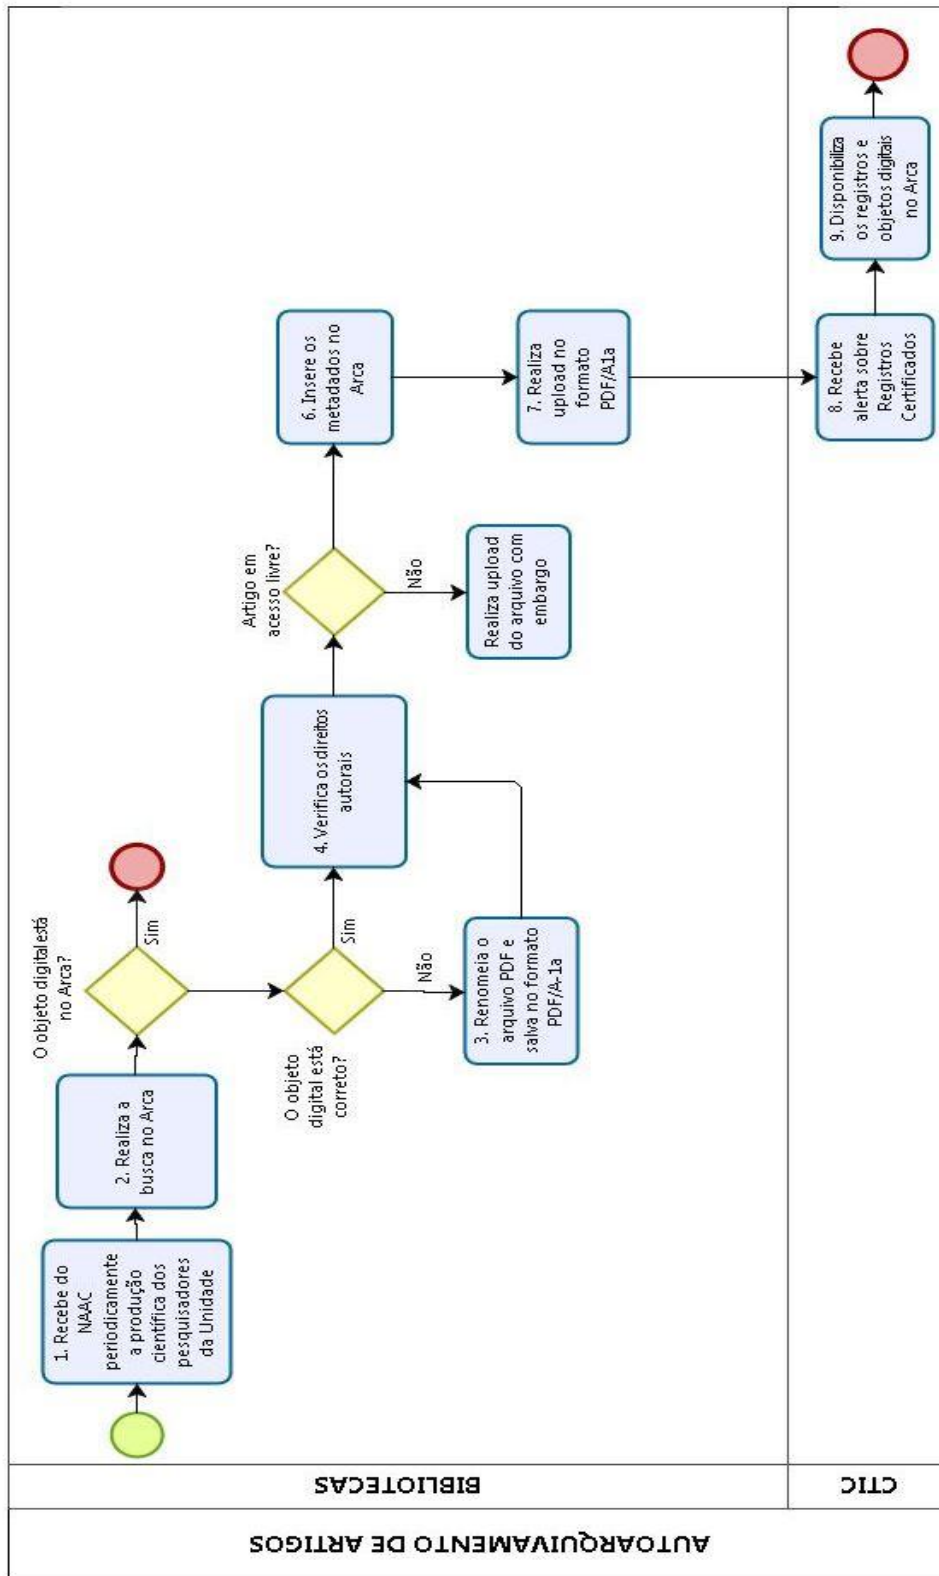 AUTOARQUIVAMENTO DE ARTIGOS
BIBLIOTECAS
1. Recebe do
NAAC
periodicamente
a produção
científica dos
pesquisadores
da Unidade
2. Realiza a
busca no Arca
O objeto digital está
no Arca?
Sim
O objeto
digital está
correto?
Sim
Não
3. Renomeia o
arquivo PDF e
salva no formato
PDF/A-1a
4. Verifica os direitos
autorais
Artigo em
acesso livre?
Não
Realiza upload
do arquivo com
embargo
6. Insere os
metadados no
Arca
7. Realiza
upload no
formato
PDF/A1a
CTIC
8. Recebe
alerta sobre
Registros
Certificados
9. Disponibiliza
os registros e
objetos digitais
no Arca